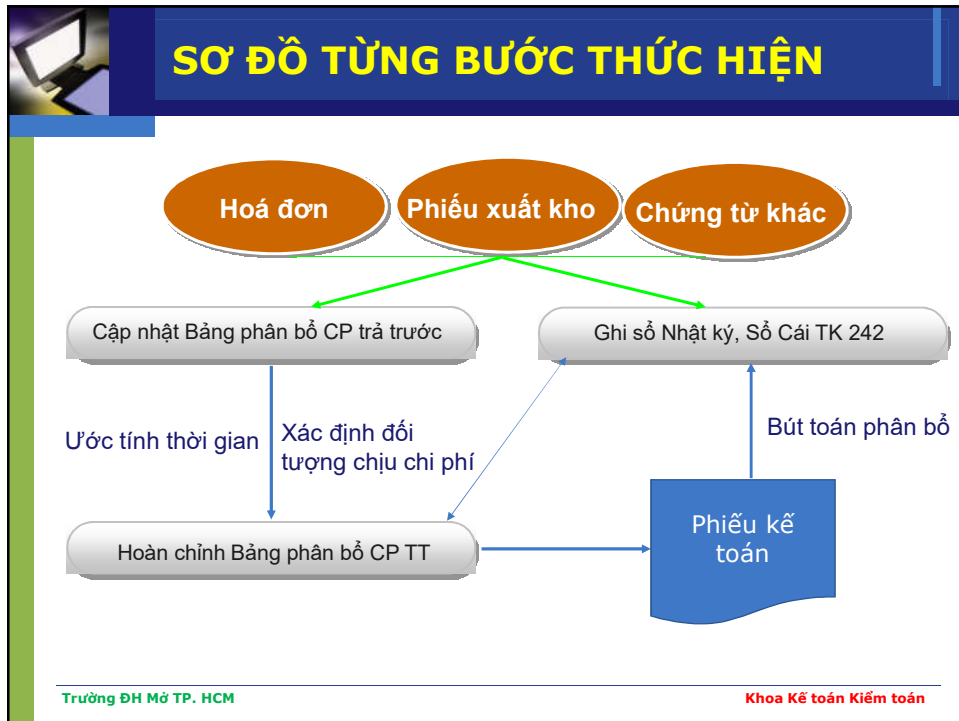 SƠ ĐỒ TỪNG BƯỚC THỨC HIỆN
Hoá đơn
Phiếu xuất kho
Chứng từ khác
Cập nhật Bảng phân bổ CP trả trước
Ghi sổ Nhật ký, Sổ Cái TK 242
Ước tính thời gian
Xác định đối
tượng chịu chi phí
Bút toán phân bổ
Hoàn chỉnh Bảng phân bổ CP TT
Phiếu kế
toán
Trường ĐH Mở TP. HCM
Khoa Kế toán Kiểm toán